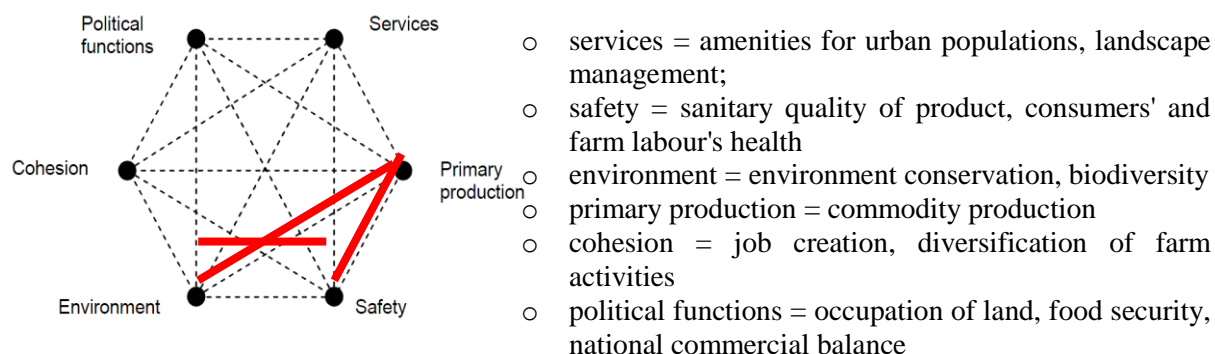 Political
functions
Services
Cohesion
Primary
production
Environment
Safety
o services = amenities for urban populations, landscape
management;
o safety = sanitary quality of product, consumers' and
farm labour's health
o environment = environment conservation, biodiversity
o primary production = commodity production
o cohesion = job creation, diversification of farm
activities
o political functions = occupation of land, food security,
national commercial balance